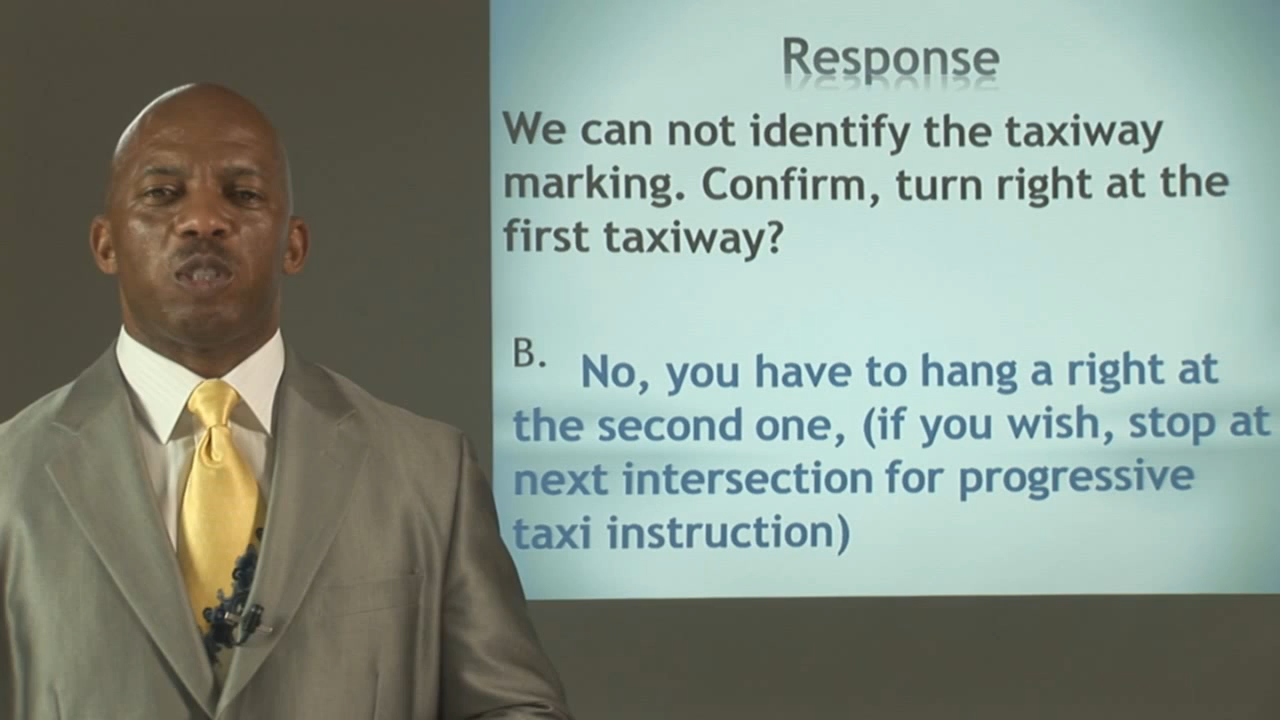 Response
We can not identify the taxiway
marking. Confirm, turn right at the
first taxiway?
B. No, you have to hang a right at
the second one, (if you wish, stop at
next intersection for progressive
taxi instruction)